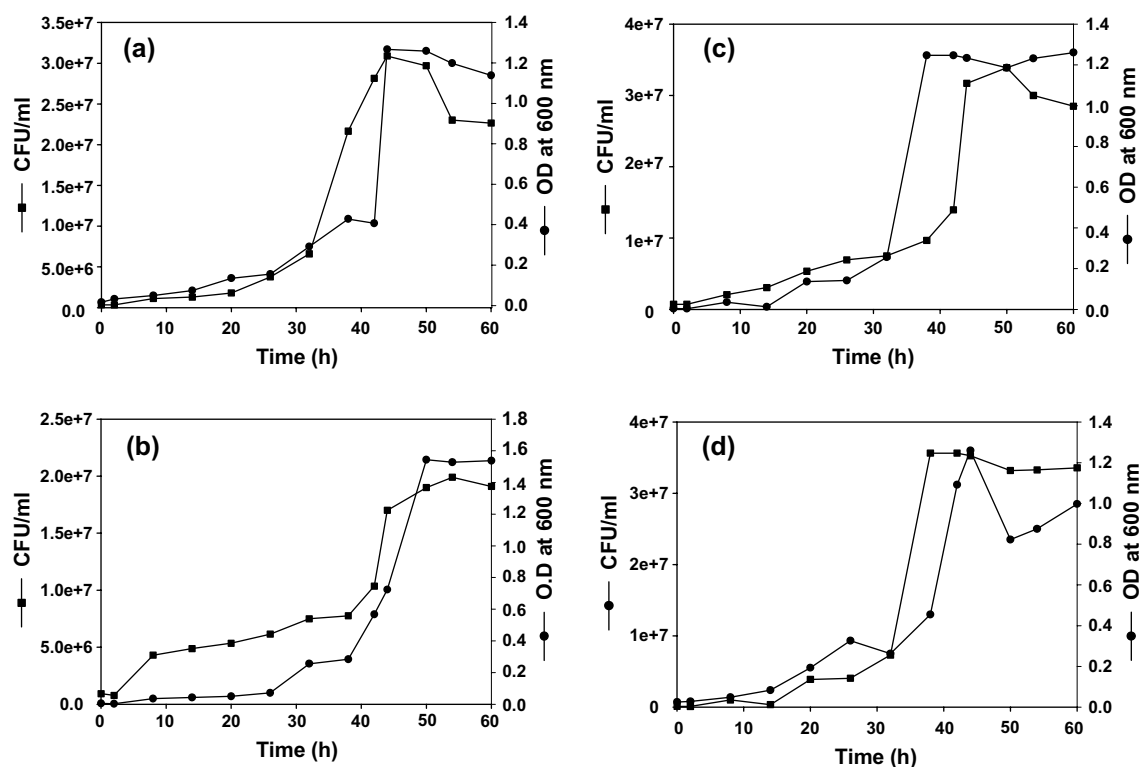 (a)
3.5e+7
3.0e+7
2.5e+7
2.0e+7
1.5e+7
1.0e+7
5.0e+6
0.0
CFU/ml
1.4
1.2
1.0
0.8
0.6
0.4
0.2
0.0
OD at 600 nm
0 10 20 30 40 50 60
Time (h)
(c)
4e+7
3e+7
2e+7
1e+7
0
CFU/ml
1.4
1.2
1.0
0.8
0.6
0.4
0.2
0.0
OD at 600 nm
0 10 20 30 40 50 60
Time (h)
(b)
2.5e+7
2.0e+7
1.5e+7
1.0e+7
5.0e+6
0.0
CFU/ml
1.8
1.6
1.4
1.2
1.0
0.8
0.6
0.4
0.2
0.0
O.D at 600 nm
0 10 20 30 40 50 60
Time (h)
(d)
4e+7
3e+7
2e+7
1e+7
0
CFU/ml
1.4
1.2
1.0
0.8
0.6
0.4
0.2
0.0
OD at 600 nm
0 10 20 30 40 50 60
Time (h)